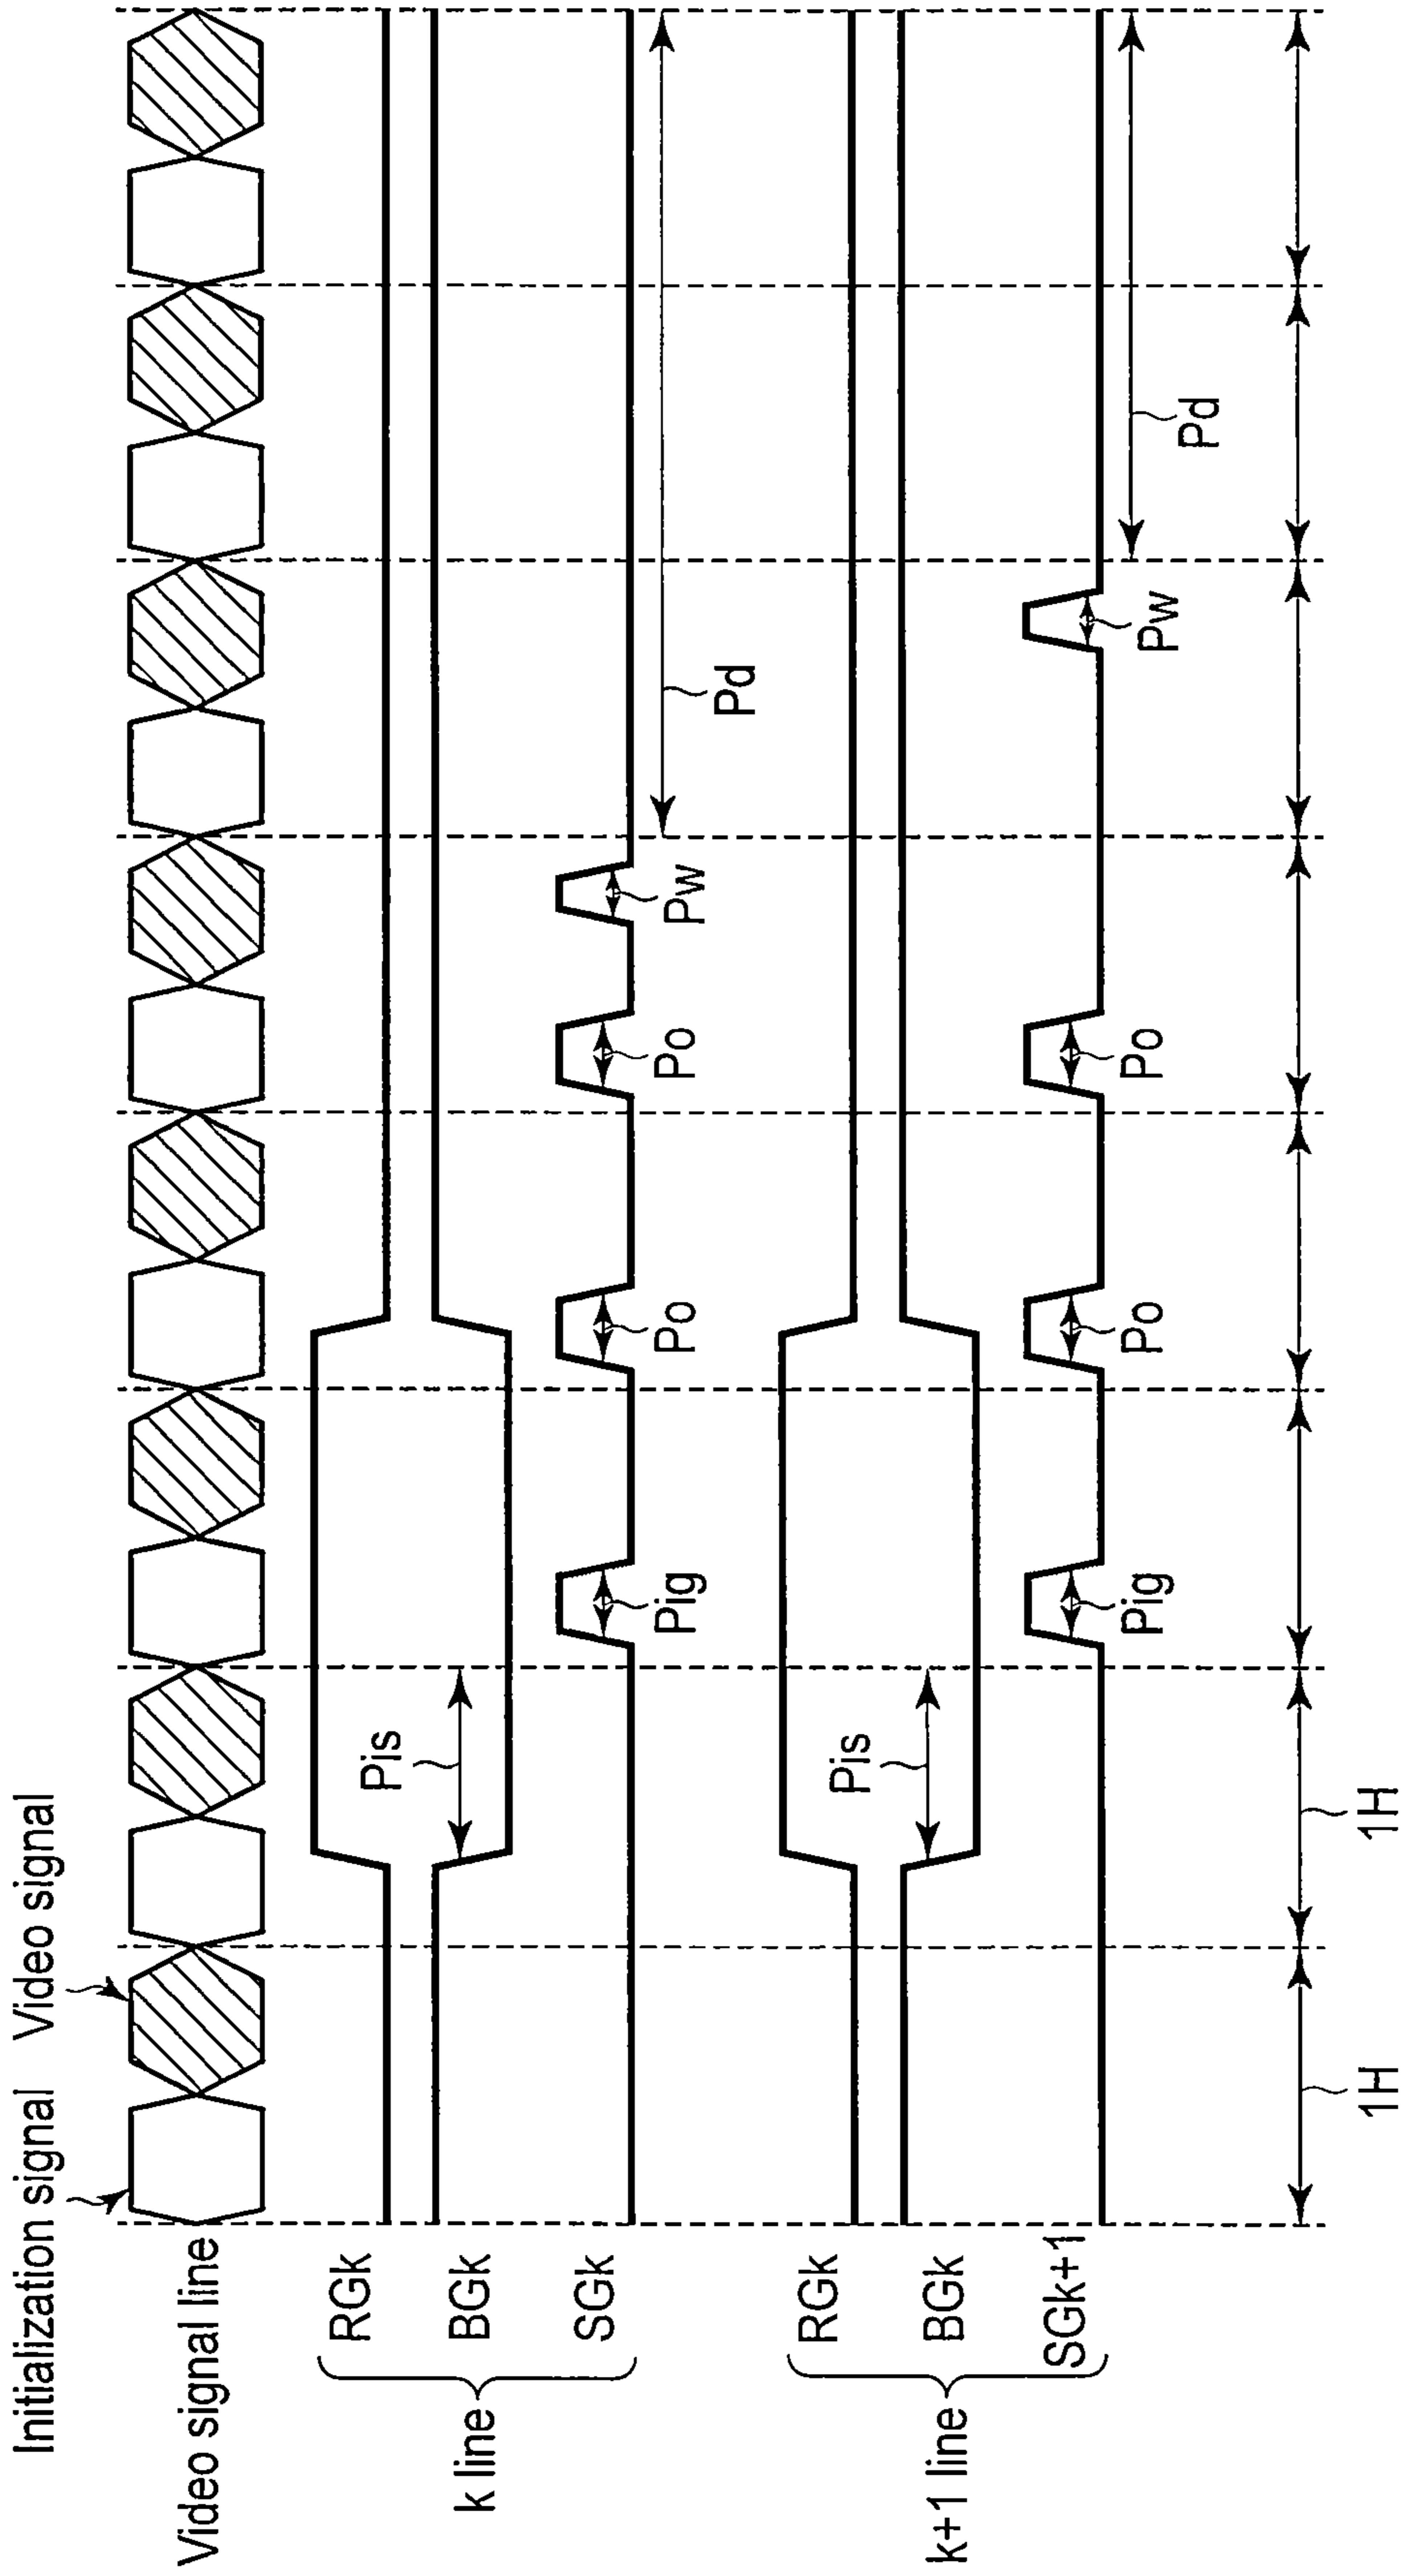 Initialization signal
Video signal
Video signal line
k line
RGk
BGk
Pis
SGk
Pig
Po
Po
Pw
Pd
k+1 line
RGk
BGk
Pis
SGk+1
Pig
Po
Po
Pw
Pd
1H
1H